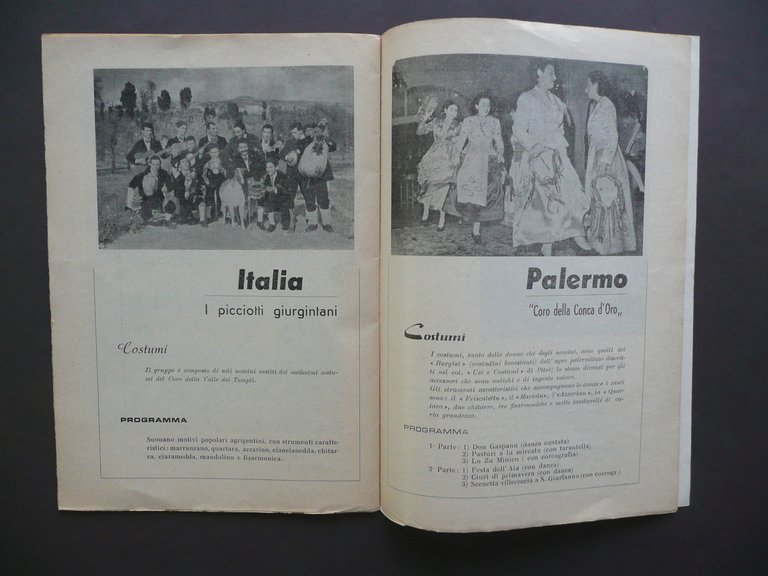 Italia
I picciotti giurgintani
Costumi
Il gruppo è composto di soli uomini vestiti dei medesimi costu-
mi del Coro della Valle dei Templi.
PROGRAMMA
Suonano motivi popolari agrigentini, con strumenti caratte-
ristici: marranzano, quartara, azzarino, ciancianedda, chitar-
ra, ciaramedda, mandolino e fisarmonica.
Palermo
"Coro della Conca d'Oro„
Costumi
I costumi, tanto delle donne che degli uomini, sono quelli dei
« Burgisi » (contadini benestanti) dell'agro palermitano descrit-
ti nel vol. « Usi e Costumi » di Pitrè; lo stesso dicasi per gli
accessori che sono antichi e di ingente valore.
Gli strumenti caratteristici che accompagnano le danze e i canti
sono: il « Friscalettu », il « Mariolu », l'« Azzarinu », la « Quar-
tara », due chitarre, tre fisarmoniche e molti tamburelli di va-
ria grandezza.
PROGRAMMA
1ª Parte: 1) Don Gaspanu (danza cantata)
2) Pasturi a lu mircatu (con tarantella)
3) Lu Zu Minicu ( con coreografia)
2ª Parte: 1) Festa dell'Aia (con danza)
2) Ciuri di primavera (con danza)
3) Scenetta villereccia a S. Giurlannu (con coreogr.)